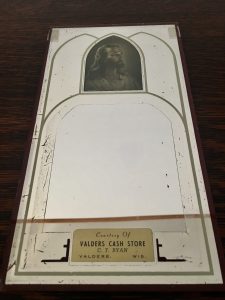 Courtesy Of
VALDERS CASH STORE
C. T. RYAN
VALDERS, WIS.